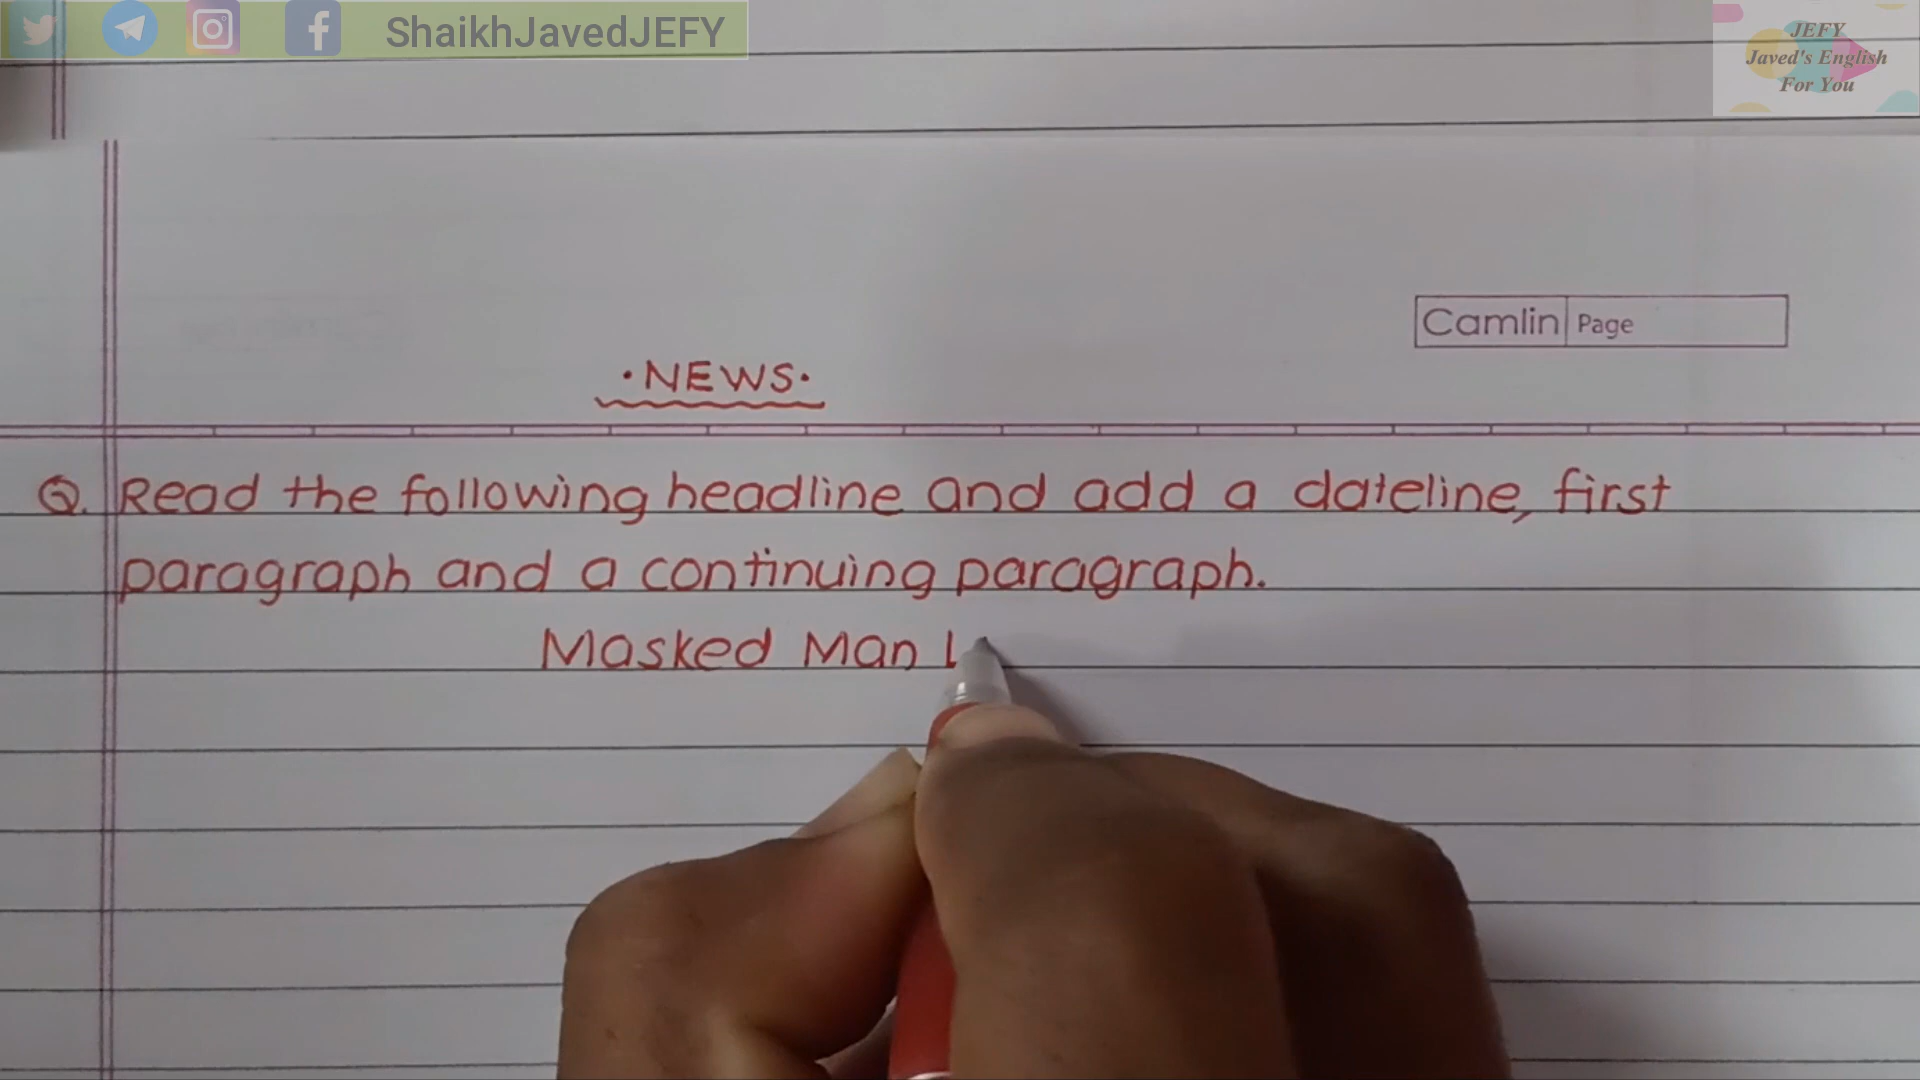 ShaikhJavedJEFY
JEFY
Javed's English
For You
Camlin Page
·NEWS·
Q. Read the following headline and add a dateline, first
paragraph and a continuing paragraph.
Masked Man